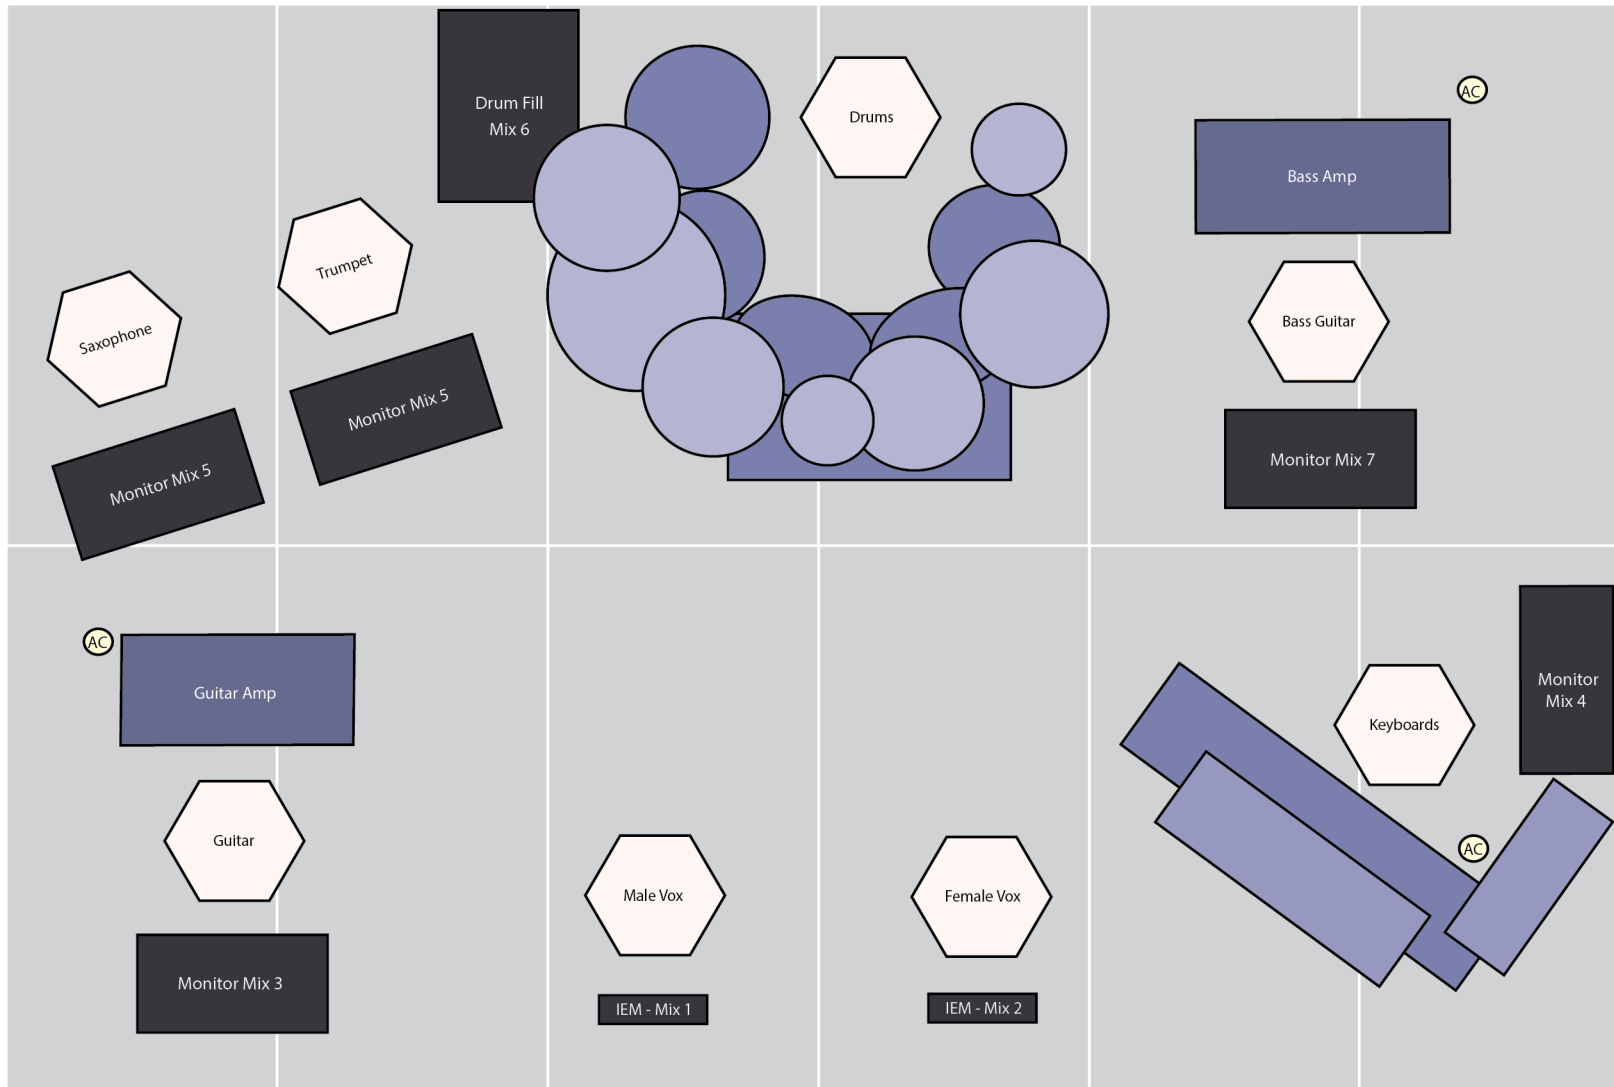 Drum Fill
Mix 6
Drums
AC
Bass Amp
Trumpet
Saxophone
Bass Guitar
Monitor Mix 5
Monitor Mix 5
Monitor Mix 7
AC
Guitar Amp
Keyboards
Monitor
Mix 4
Guitar
AC
Male Vox
Female Vox
Monitor Mix 3
IEM - Mix 1
IEM - Mix 2